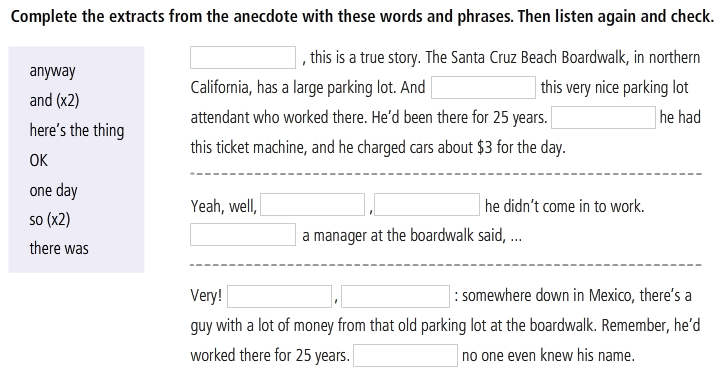 Complete the extracts from the anecdote with these words and phrases. Then listen again and check.
anyway
and (x2)
here's the thing
OK
one day
so (x2)
there was
, this is a true story. The Santa Cruz Beach Boardwalk, in northern
California, has a large parking lot. And this very nice parking lot
attendant who worked there. He'd been there for 25 years. he had
this ticket machine, and he charged cars about $3 for the day.
Yeah, well, , he didn't come in to work.
a manager at the boardwalk said, ...
Very! , : somewhere down in Mexico, there's a
guy with a lot of money from that old parking lot at the boardwalk. Remember, he'd
worked there for 25 years. no one even knew his name.